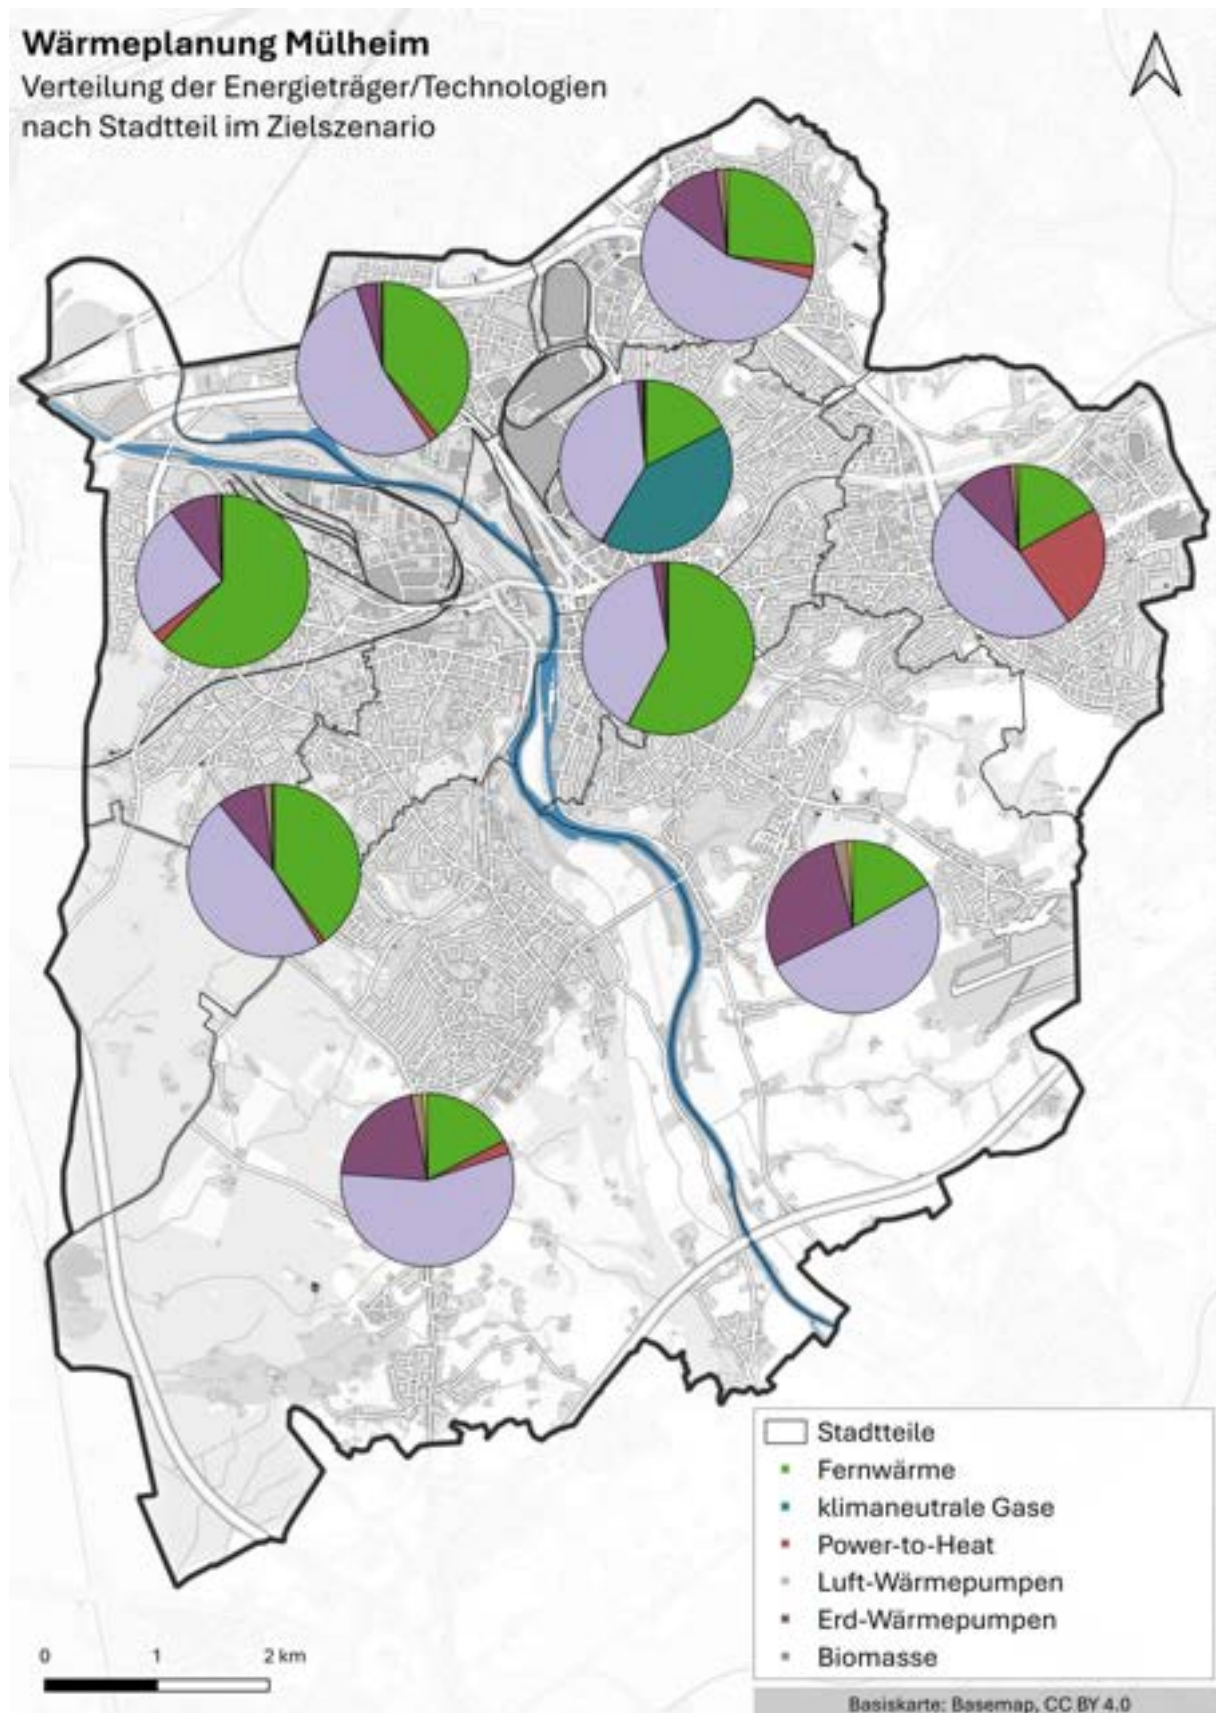 Wärmeplanung Mülheim
Verteilung der Energieträger/Technologien
nach Stadtteil im Zielszenario
Stadtteile
Fernwärme
klimaneutrale Gase
Power-to-Heat
Luft-Wärmepumpen
Erd-Wärmepumpen
Biomasse
0 1 2 km
Basiskarte: Basemap, CC BY 4.0